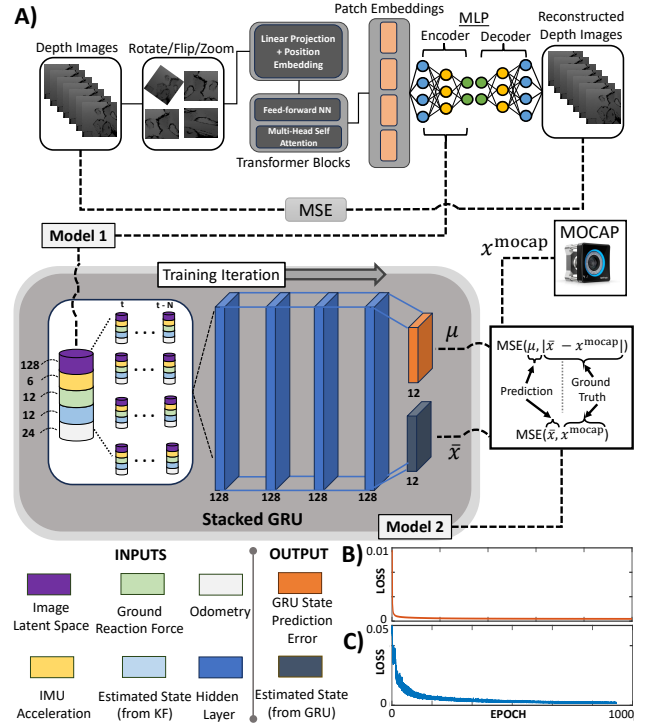 A)
Depth Images
Rotate/Flip/Zoom
Linear Projection
+ Position
Embedding
Feed-forward NN
Multi-Head Self
Attention
Transformer Blocks
Patch Embeddings
MLP
Encoder
Decoder
Reconstructed
Depth Images
MSE
Model 1
Training Iteration
t
t - N
t
t - N
128
6
12
12
24
128
128
128
128
12
12
Stacked GRU
μ
x̄
x^mocap
MOCAP
MSE(μ, |x̄ − x^mocap|)
Prediction
Ground
Truth
MSE(x̄, x^mocap)
Model 2
INPUTS
OUTPUT
Image
Latent Space
Ground
Reaction Force
Odometry
GRU State
Prediction
Error
IMU
Acceleration
Estimated State
(from KF)
Hidden
Layer
Estimated State
(from GRU)
B)
0.01
LOSS
0
C)
0.05
LOSS
0
0
EPOCH
1000